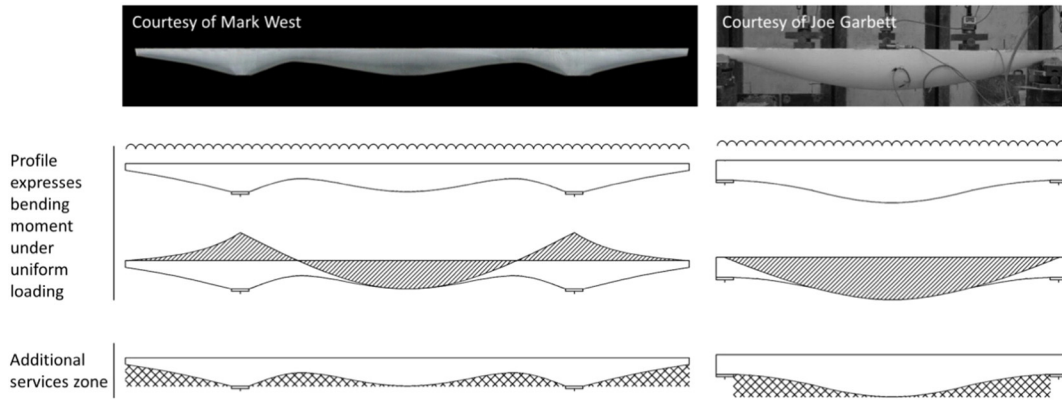 Courtesy of Mark West
Courtesy of Joe Garbett
Profile
expresses
bending
moment
under
uniform
loading
Additional
services zone